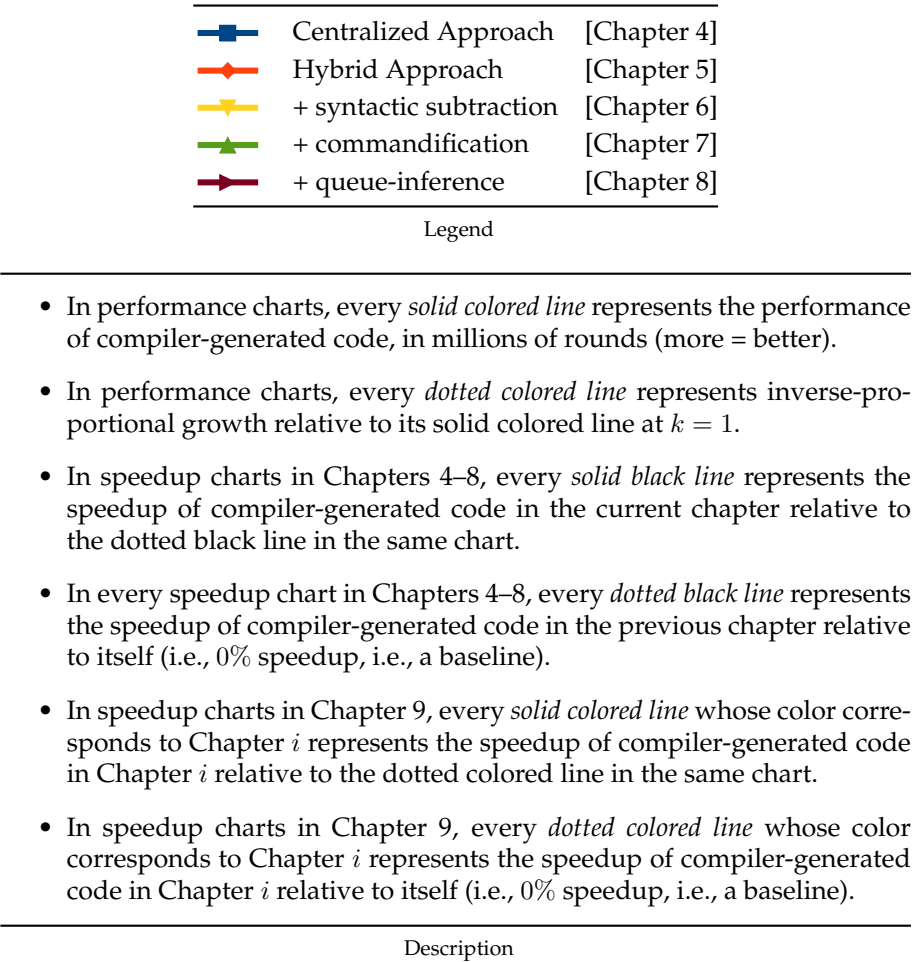 Centralized Approach [Chapter 4]
Hybrid Approach [Chapter 5]
+ syntactic subtraction [Chapter 6]
+ commandification [Chapter 7]
+ queue-inference [Chapter 8]
Legend
• In performance charts, every solid colored line represents the performance
of compiler-generated code, in millions of rounds (more = better).
• In performance charts, every dotted colored line represents inverse-pro-
portional growth relative to its solid colored line at k = 1.
• In speedup charts in Chapters 4–8, every solid black line represents the
speedup of compiler-generated code in the current chapter relative to
the dotted black line in the same chart.
• In every speedup chart in Chapters 4–8, every dotted black line represents
the speedup of compiler-generated code in the previous chapter relative
to itself (i.e., 0% speedup, i.e., a baseline).
• In speedup charts in Chapter 9, every solid colored line whose color corre-
sponds to Chapter i represents the speedup of compiler-generated code
in Chapter i relative to the dotted colored line in the same chart.
• In speedup charts in Chapter 9, every dotted colored line whose color
corresponds to Chapter i represents the speedup of compiler-generated
code in Chapter i relative to itself (i.e., 0% speedup, i.e., a baseline).
Description